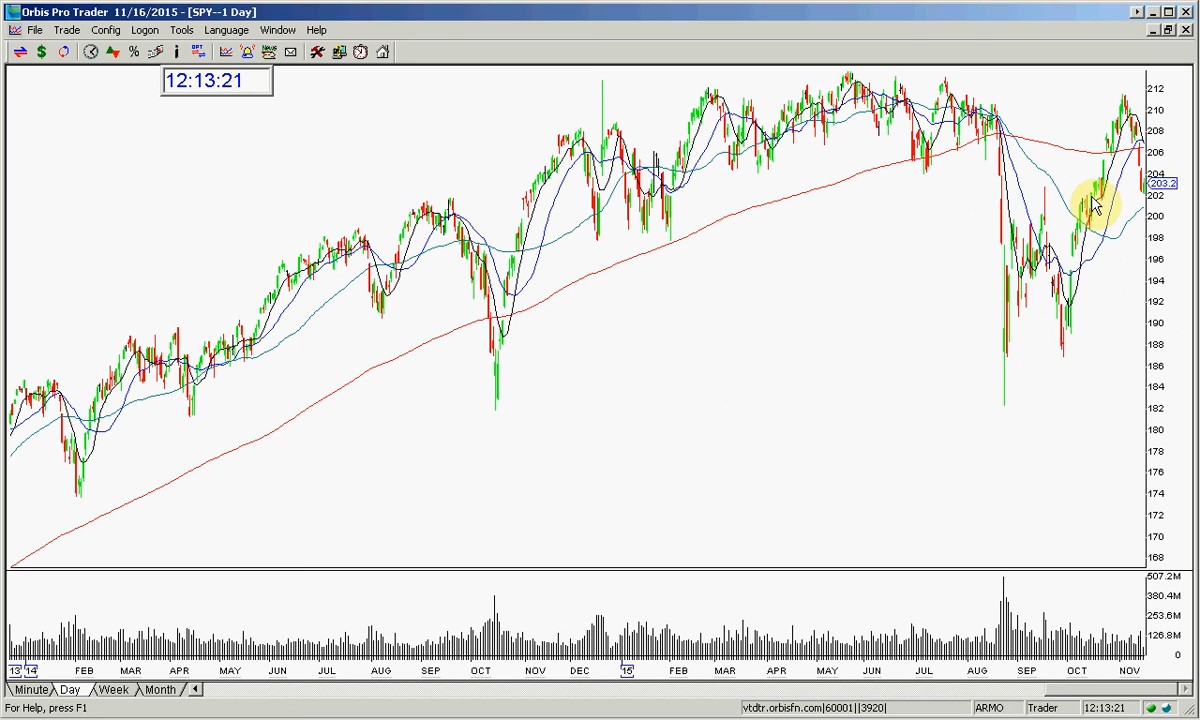 Orbis Pro Trader 11/16/2015 - [SPY--1 Day]
File Trade Config Logon Tools Language Window Help
12:13:21
212
210
208
206
204
203.2
202
200
198
196
194
192
190
188
186
184
182
180
178
176
174
172
170
168
507.2M
380.4M
253.6M
126.8M
0
13 14 FEB MAR APR MAY JUN JUL AUG SEP OCT NOV DEC 15 FEB MAR APR MAY JUN JUL AUG SEP OCT NOV
Minute Day Week Month
For Help, press F1 vtdtr.orbisfn.com|60001||3920| ARMO Trader 12:13:21